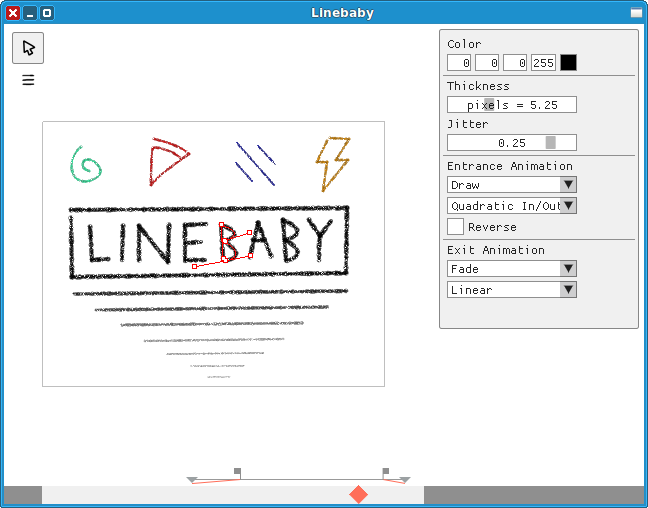 Linebaby
Color
0 0 0 255
Thickness
pixels = 5.25
Jitter
0.25
Entrance Animation
Draw
Quadratic In/Out
Reverse
Exit Animation
Fade
Linear
LINEBABY